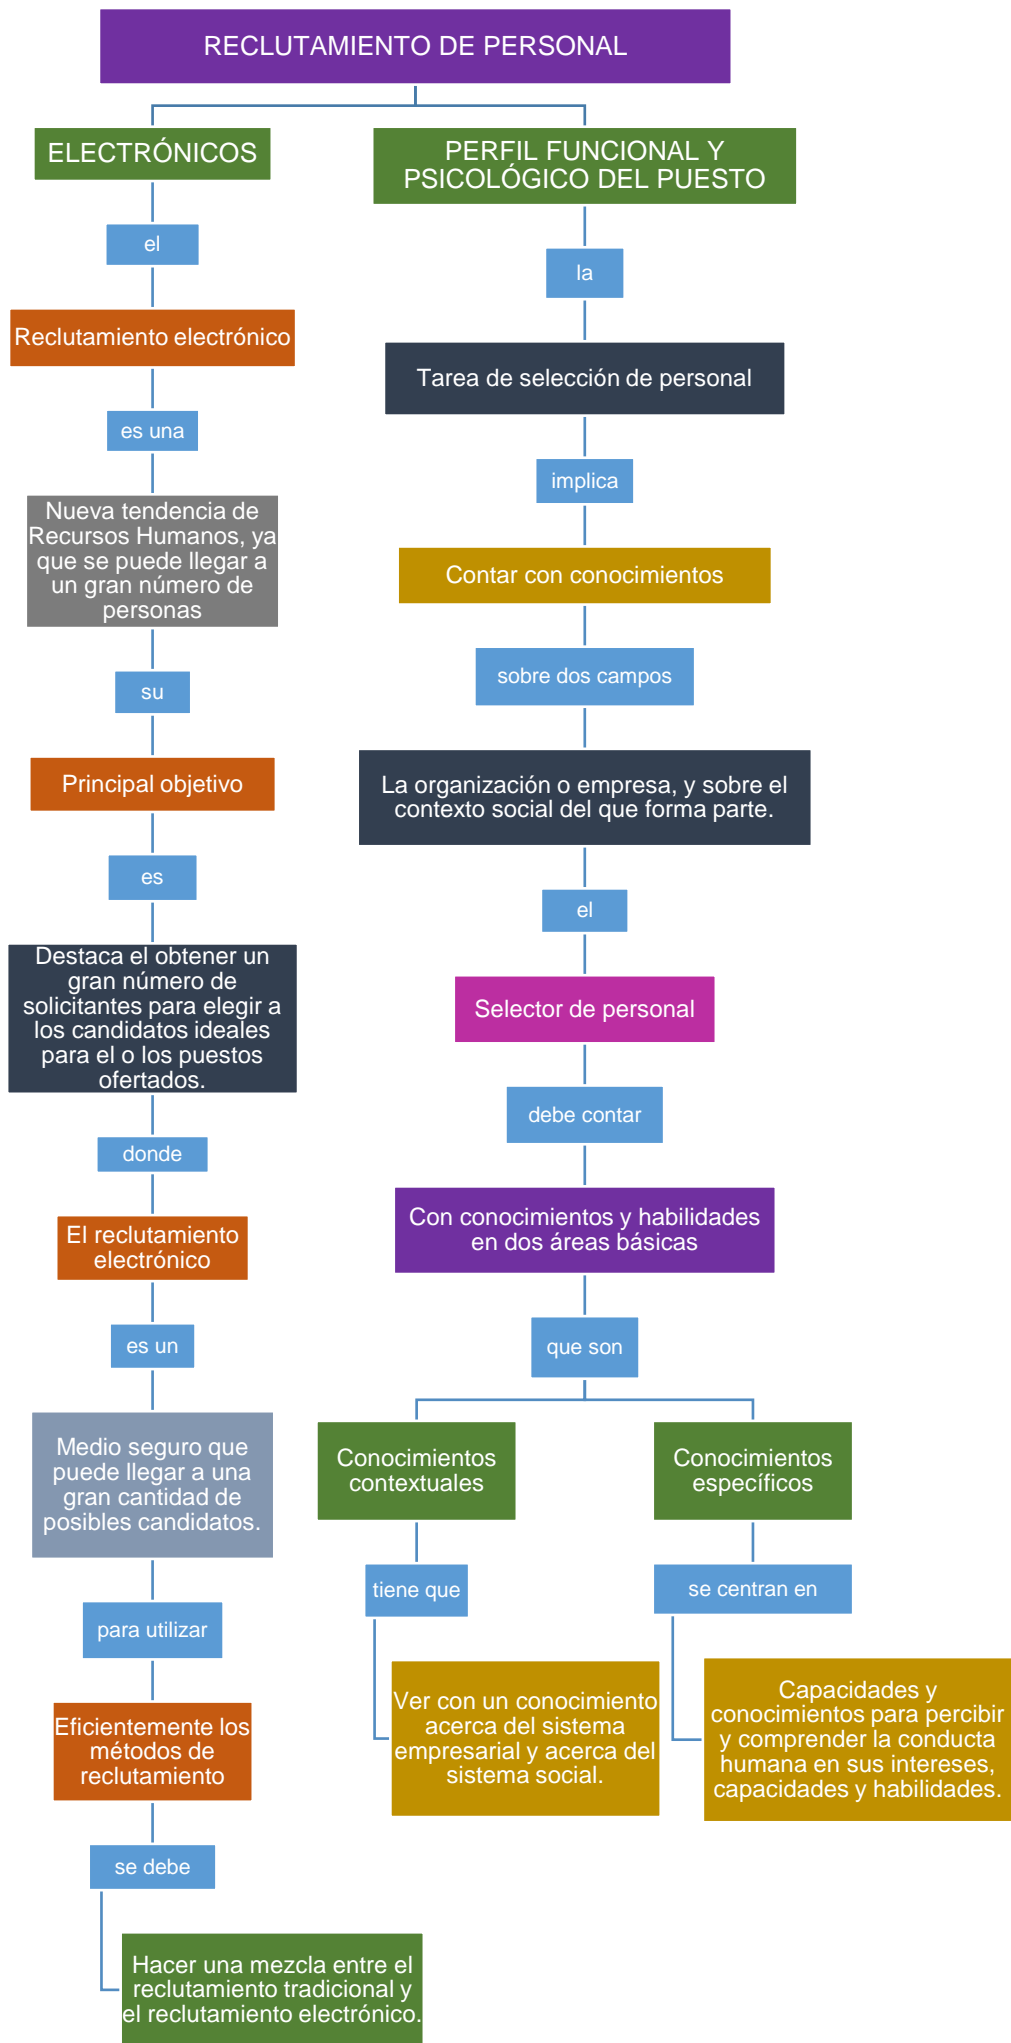 RECLUTAMIENTO DE PERSONAL
ELECTRÓNICOS
el
Reclutamiento electrónico
es una
Nueva tendencia de
Recursos Humanos, ya
que se puede llegar a
un gran número de
personas
su
Principal objetivo
es
Destaca el obtener un
gran número de
solicitantes para elegir a
los candidatos ideales
para el o los puestos
ofertados.
donde
El reclutamiento
electrónico
es un
Medio seguro que
puede llegar a una
gran cantidad de
posibles candidatos.
para utilizar
Eficientemente los
métodos de
reclutamiento
se debe
Hacer una mezcla entre el
reclutamiento tradicional y
el reclutamiento electrónico.
PERFIL FUNCIONAL Y
PSICOLÓGICO DEL PUESTO
la
Tarea de selección de personal
implica
Contar con conocimientos
sobre dos campos
La organización o empresa, y sobre el
contexto social del que forma parte.
el
Selector de personal
debe contar
Con conocimientos y habilidades
en dos áreas básicas
que son
Conocimientos
contextuales
tiene que
Ver con un conocimiento
acerca del sistema
empresarial y acerca del
sistema social.
Conocimientos
específicos
se centran en
Capacidades y
conocimientos para percibir
y comprender la conducta
humana en sus intereses,
capacidades y habilidades.